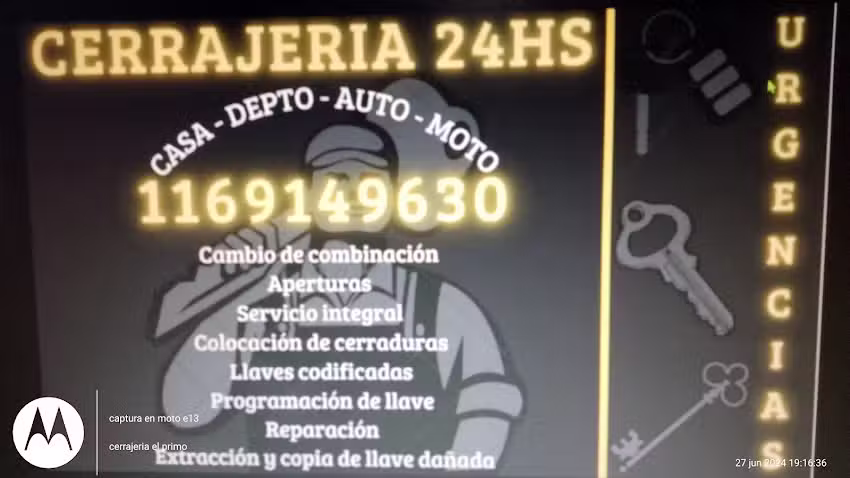 CERRAJERIA 24HS
CASA - DEPTO - AUTO - MOTO
1169149630
Cambio de combinación
Aperturas
Servicio integral
Colocación de cerraduras
Llaves codificadas
Programación de llave
Reparación
Extracción y copia de llave dañada
URGENCIAS
captura en moto e13
cerrajeria el primo
27 jun 2024 19:16:36